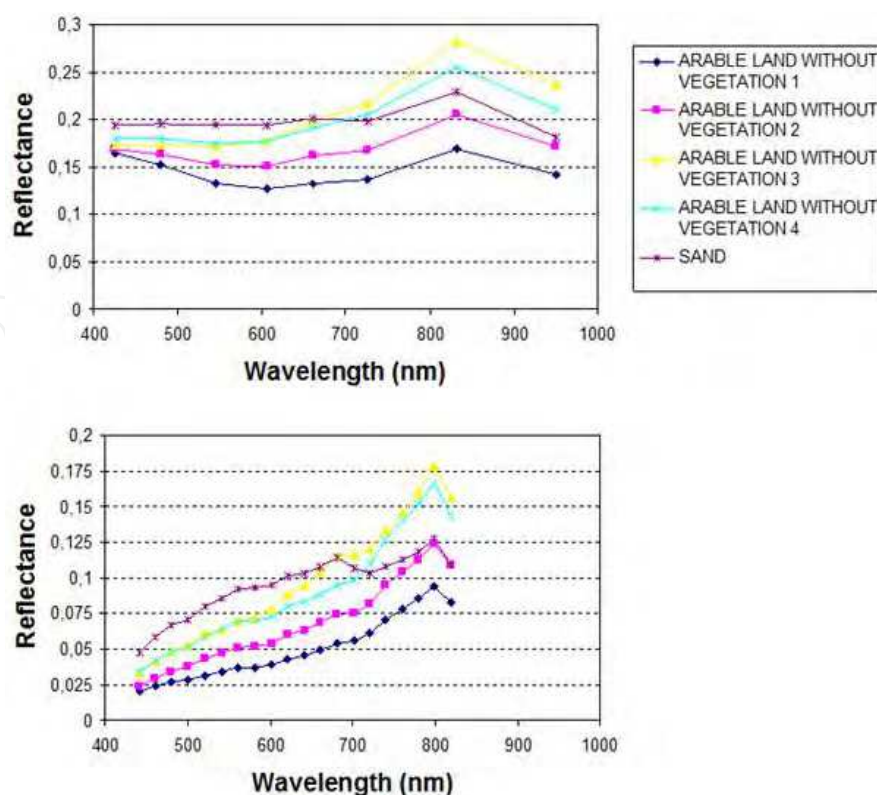 0,3
0,25
0,2
0,15
0,1
0,05
0
Reflectance
400 500 600 700 800 900 1000
Wavelength (nm)
ARABLE LAND WITHOUT
VEGETATION 1
ARABLE LAND WITHOUT
VEGETATION 2
ARABLE LAND WITHOUT
VEGETATION 3
ARABLE LAND WITHOUT
VEGETATION 4
SAND
0,2
0,175
0,15
0,125
0,1
0,075
0,05
0,025
0
Reflectance
400 500 600 700 800 900 1000
Wavelength (nm)